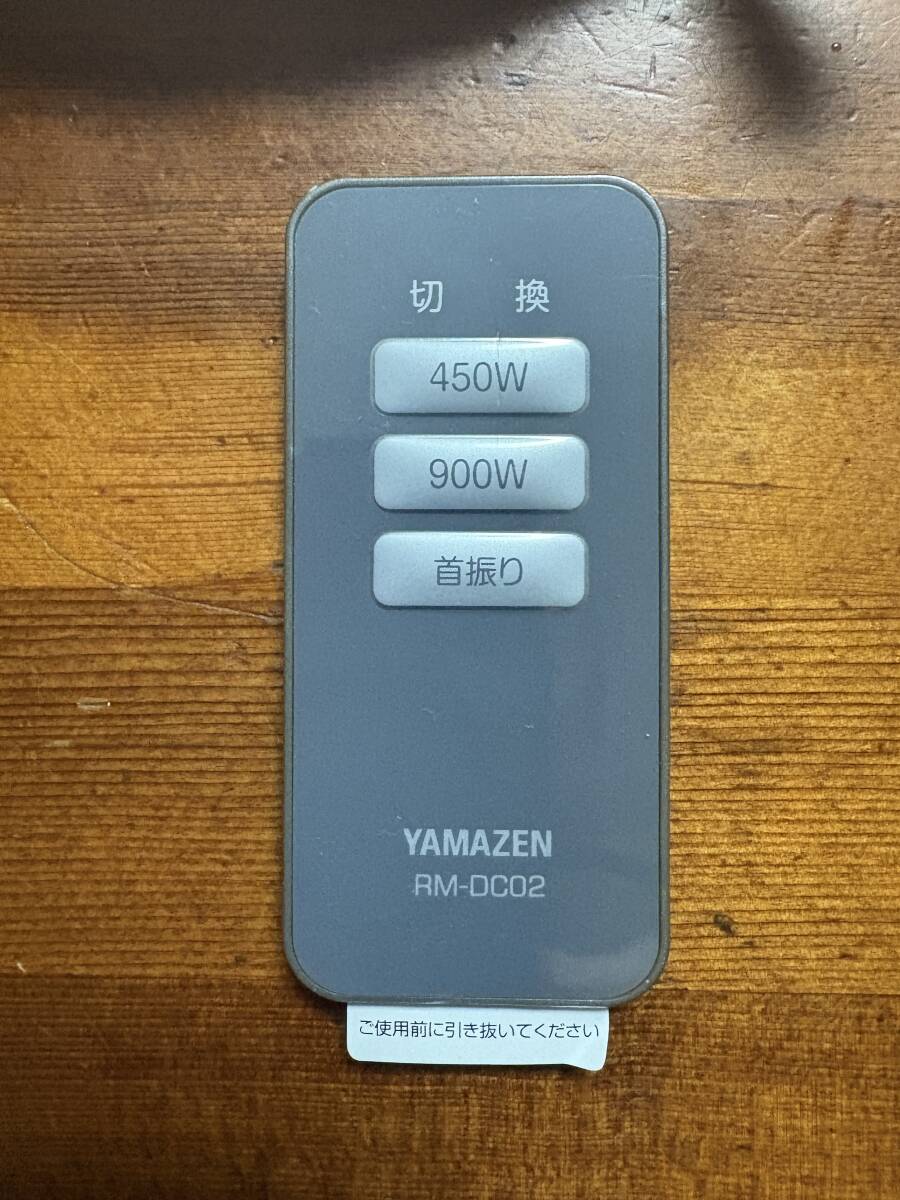 切 換
450W
900W
首振り
YAMAZEN
RM-DC02
ご使用前に引き抜いてください